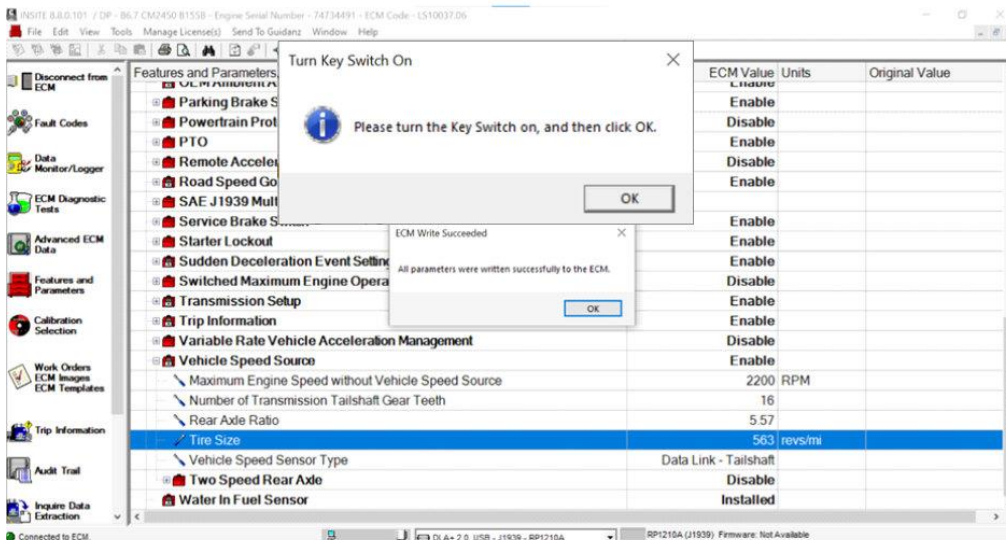 INSITE 8.8.0.101 / DP - B6.7 CM2450 B155B - Engine Serial Number - 74734491 - ECM Code - LS10037.06
File Edit View Tools Manage License(s) Send To Guidanz Window Help
Disconnect from ECM
Fault Codes
Data Monitor/Logger
ECM Diagnostic Tests
Advanced ECM Data
Features and Parameters
Calibration Selection
Work Orders
ECM Images
ECM Templates
Trip Information
Audit Trail
Inquire Data Extraction
Features and Parameters ECM Value Units Original Value
Enable
Parking Brake S Enable
Powertrain Prot Disable
PTO Enable
Remote Acceler Disable
Road Speed Go Enable
SAE J1939 Mult
Service Brake Enable
Starter Lockout Enable
Sudden Deceleration Event Setting Enable
Switched Maximum Engine Opera Disable
Transmission Setup Enable
Trip Information Enable
Variable Rate Vehicle Acceleration Management Disable
Vehicle Speed Source Enable
Maximum Engine Speed without Vehicle Speed Source 2200 RPM
Number of Transmission Tailshaft Gear Teeth 16
Rear Axle Ratio 5.57
Tire Size 563 revs/mi
Vehicle Speed Sensor Type Data Link - Tailshaft
Two Speed Rear Axle Disable
Water In Fuel Sensor Installed
Turn Key Switch On
Please turn the Key Switch on, and then click OK.
OK
ECM Write Succeeded
All parameters were written successfully to the ECM.
OK
Connected to ECM.
DLA+ 2.0, USB - J1939 - RP1210A
RP1210A (J1939) Firmware: Not Available